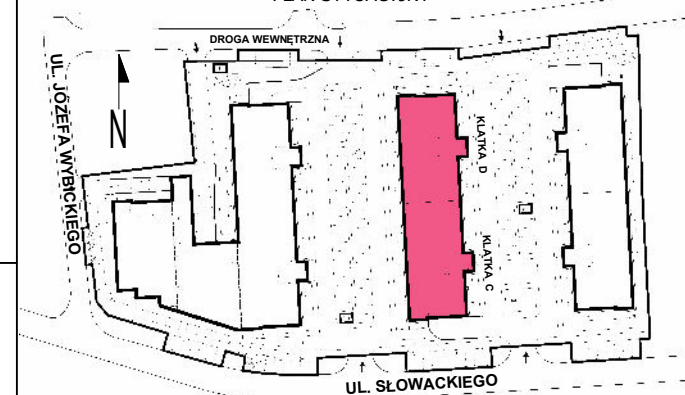 DROGA WEWNĘTRZNA
UL. JÓZEFA WYBICKIEGO
N
KLATKA D
KLATKA C
UL. SŁOWACKIEGO